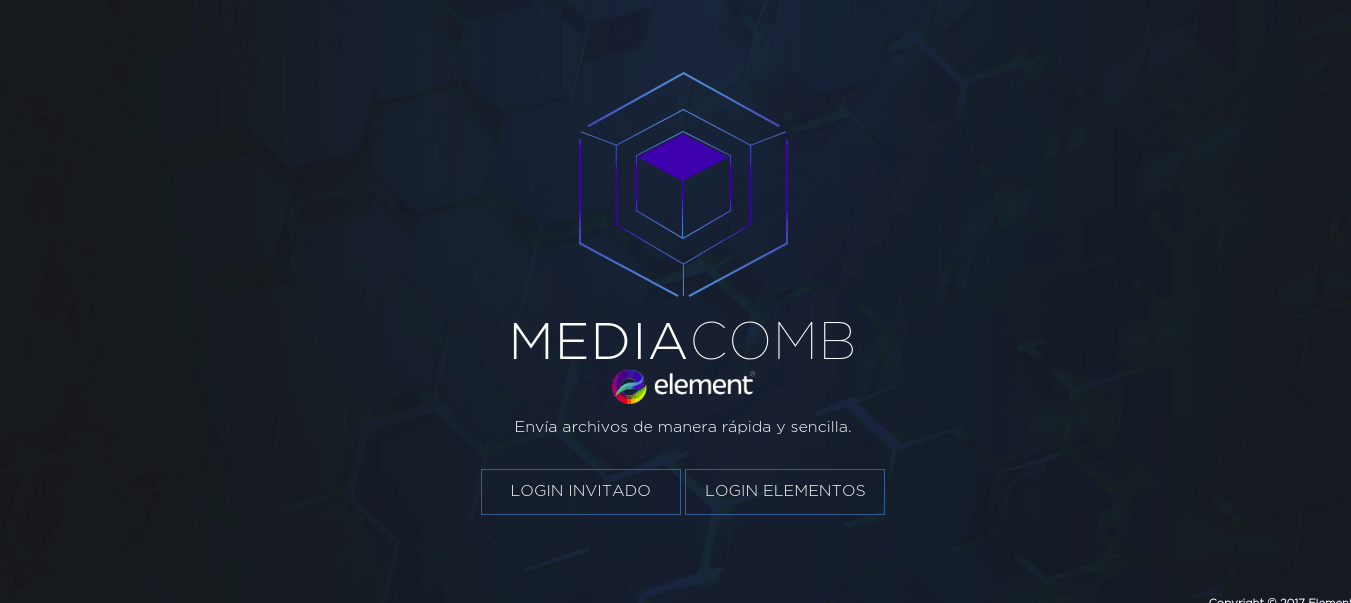 MEDIACOMB
element®
Envía archivos de manera rápida y sencilla.
LOGIN INVITADO
LOGIN ELEMENTOS
Copyright © 2017 Element